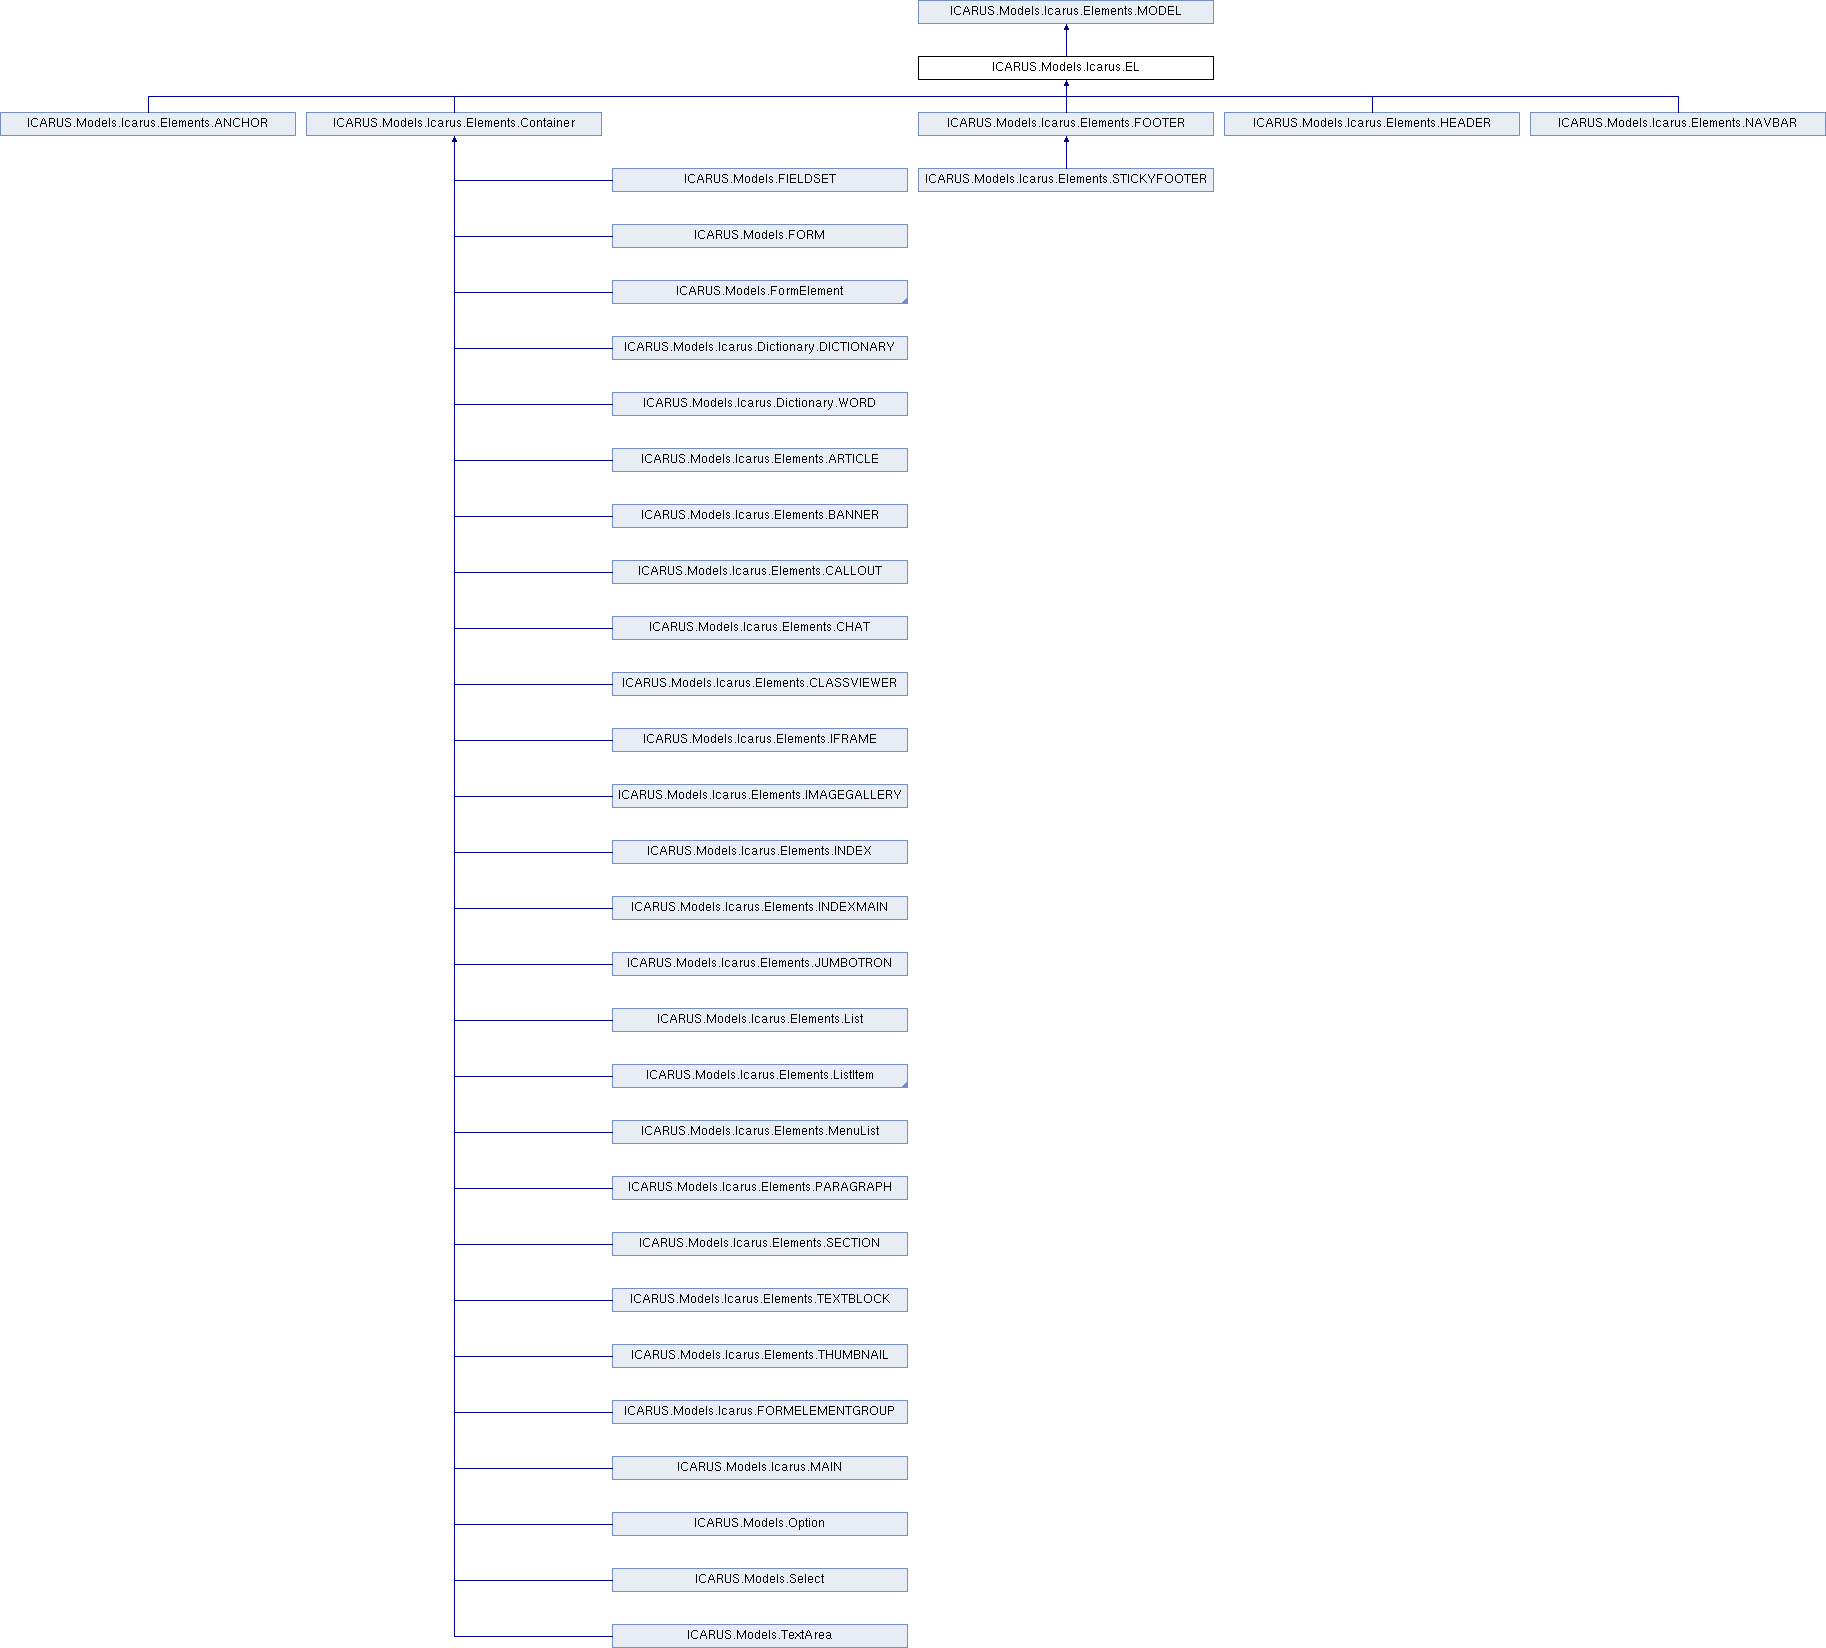 ICARUS.Models.Icarus.Elements.MODEL
ICARUS.Models.Icarus.EL
ICARUS.Models.Icarus.Elements.ANCHOR
ICARUS.Models.Icarus.Elements.Container
ICARUS.Models.Icarus.Elements.FOOTER
ICARUS.Models.Icarus.Elements.HEADER
ICARUS.Models.Icarus.Elements.NAVBAR
ICARUS.Models.FIELDSET
ICARUS.Models.Icarus.Elements.STICKYFOOTER
ICARUS.Models.FORM
ICARUS.Models.FormElement
ICARUS.Models.Icarus.Dictionary.DICTIONARY
ICARUS.Models.Icarus.Dictionary.WORD
ICARUS.Models.Icarus.Elements.ARTICLE
ICARUS.Models.Icarus.Elements.BANNER
ICARUS.Models.Icarus.Elements.CALLOUT
ICARUS.Models.Icarus.Elements.CHAT
ICARUS.Models.Icarus.Elements.CLASSVIEWER
ICARUS.Models.Icarus.Elements.IFRAME
ICARUS.Models.Icarus.Elements.IMAGEGALLERY
ICARUS.Models.Icarus.Elements.INDEX
ICARUS.Models.Icarus.Elements.INDEXMAIN
ICARUS.Models.Icarus.Elements.JUMBOTRON
ICARUS.Models.Icarus.Elements.List
ICARUS.Models.Icarus.Elements.ListItem
ICARUS.Models.Icarus.Elements.MenuList
ICARUS.Models.Icarus.Elements.PARAGRAPH
ICARUS.Models.Icarus.Elements.SECTION
ICARUS.Models.Icarus.Elements.TEXTBLOCK
ICARUS.Models.Icarus.Elements.THUMBNAIL
ICARUS.Models.Icarus.FORMELEMENTGROUP
ICARUS.Models.Icarus.MAIN
ICARUS.Models.Option
ICARUS.Models.Select
ICARUS.Models.TextArea